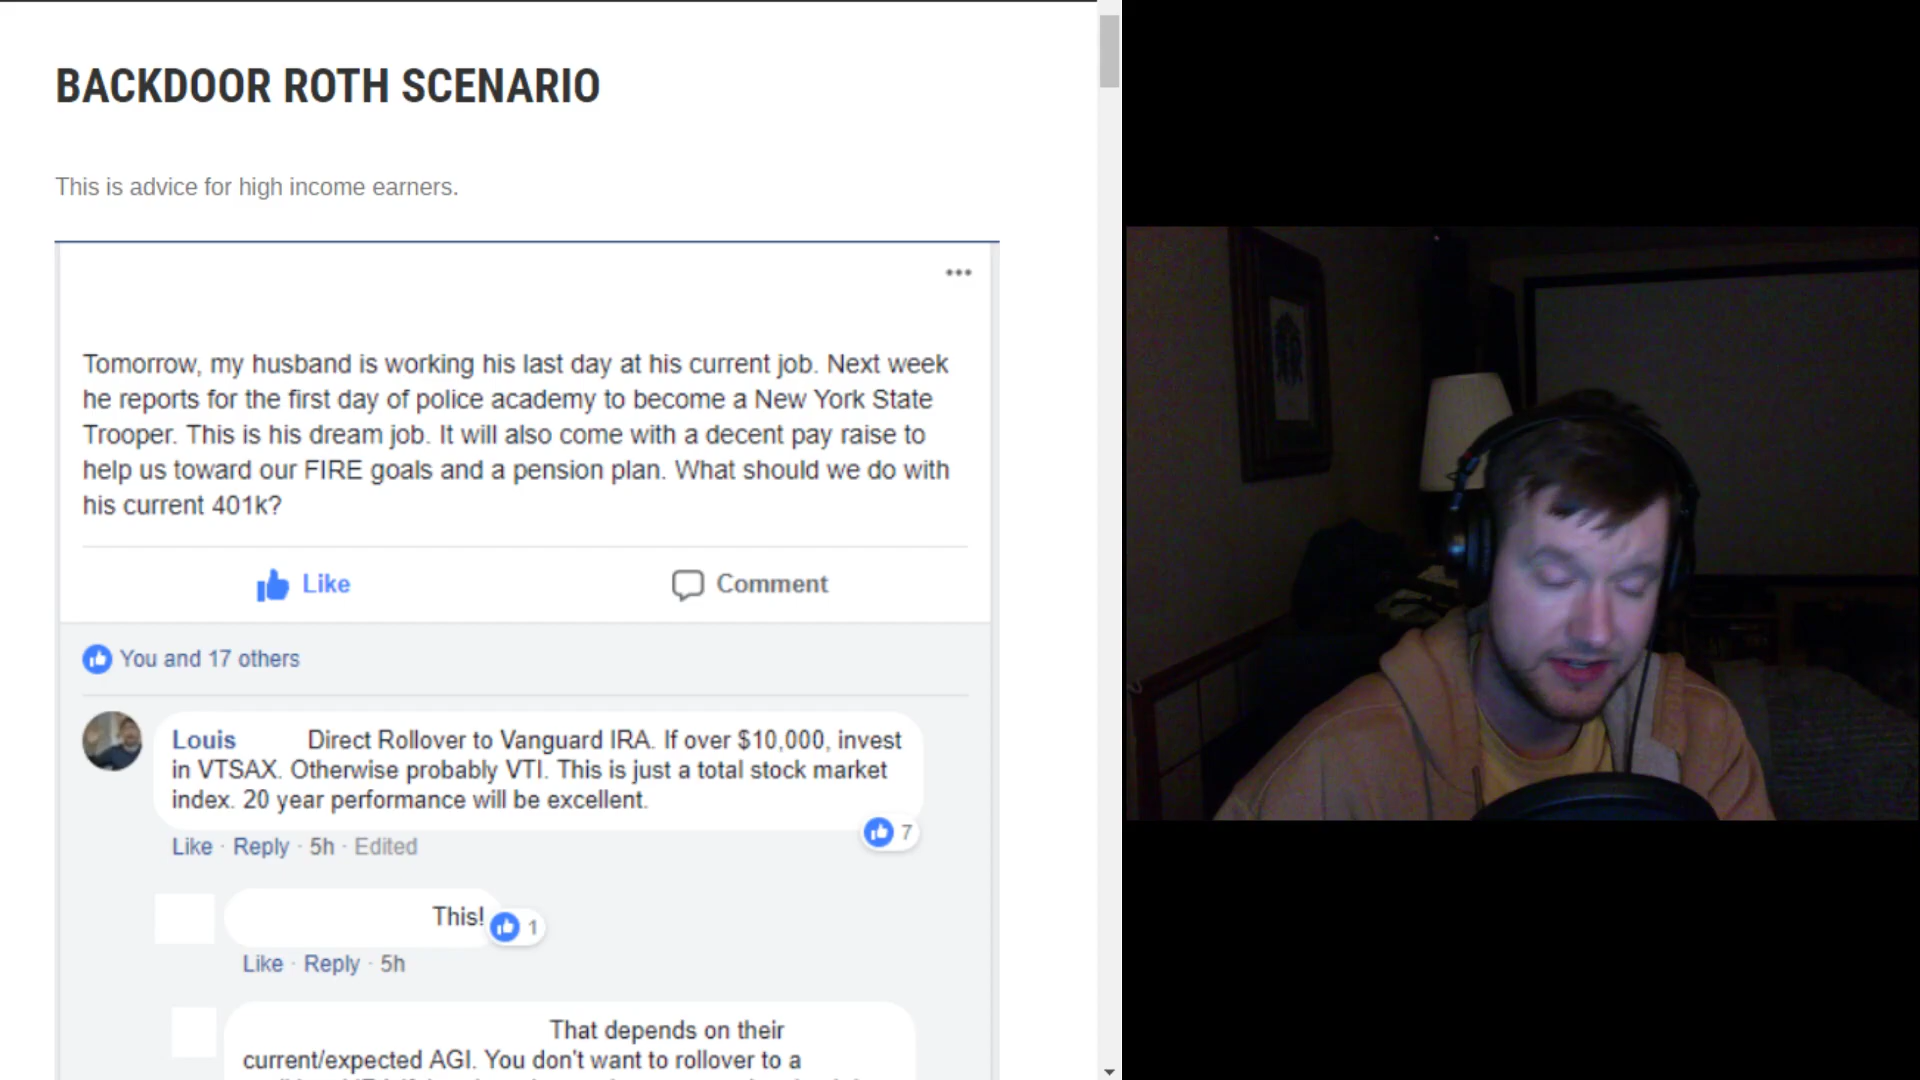 BACKDOOR ROTH SCENARIO
This is advice for high income earners.
Tomorrow, my husband is working his last day at his current job. Next week
he reports for the first day of police academy to become a New York State
Trooper. This is his dream job. It will also come with a decent pay raise to
help us toward our FIRE goals and a pension plan. What should we do with
his current 401k?
Like
Comment
You and 17 others
Louis Direct Rollover to Vanguard IRA. If over $10,000, invest
in VTSAX. Otherwise probably VTI. This is just a total stock market
index. 20 year performance will be excellent.
7
Like · Reply · 5h · Edited
This!
1
Like · Reply · 5h
That depends on their
current/expected AGI. You don't want to rollover to a